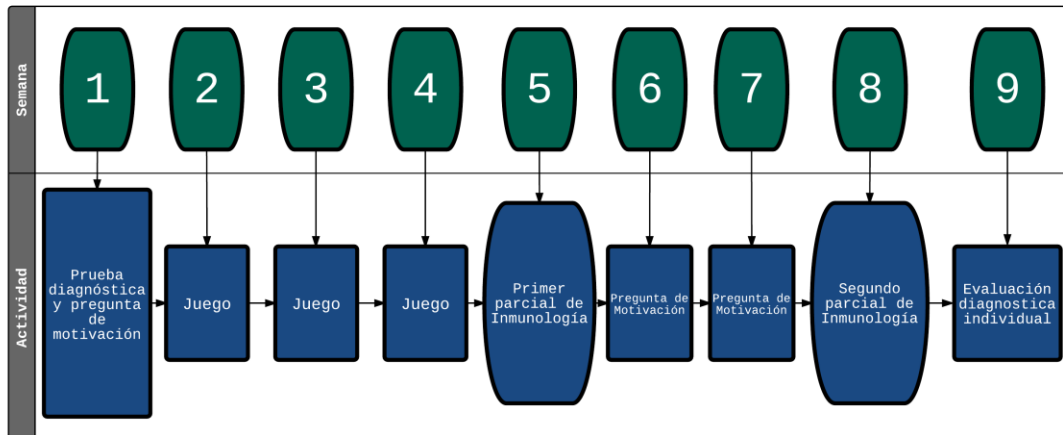 Semana
1
2
3
4
5
6
7
8
9
Actividad
Prueba
diagnóstica
y pregunta
de
motivación
Juego
Juego
Juego
Primer
parcial de
Inmunología
Pregunta de
Motivación
Pregunta de
Motivación
Segundo
parcial de
Inmunología
Evaluación
diagnostica
individual